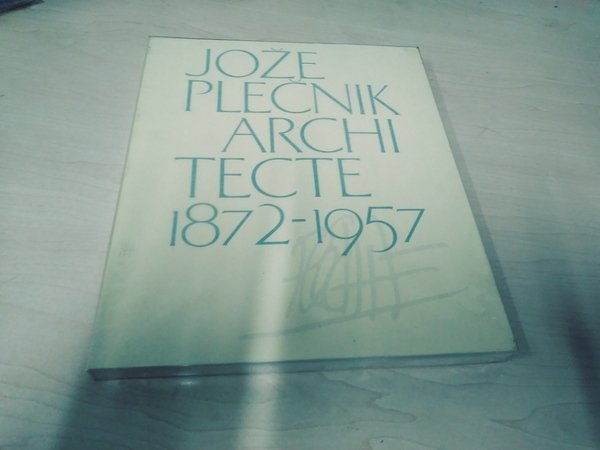 JOŽE
PLEČNIK
ARCHI
TECTE
1872-1957